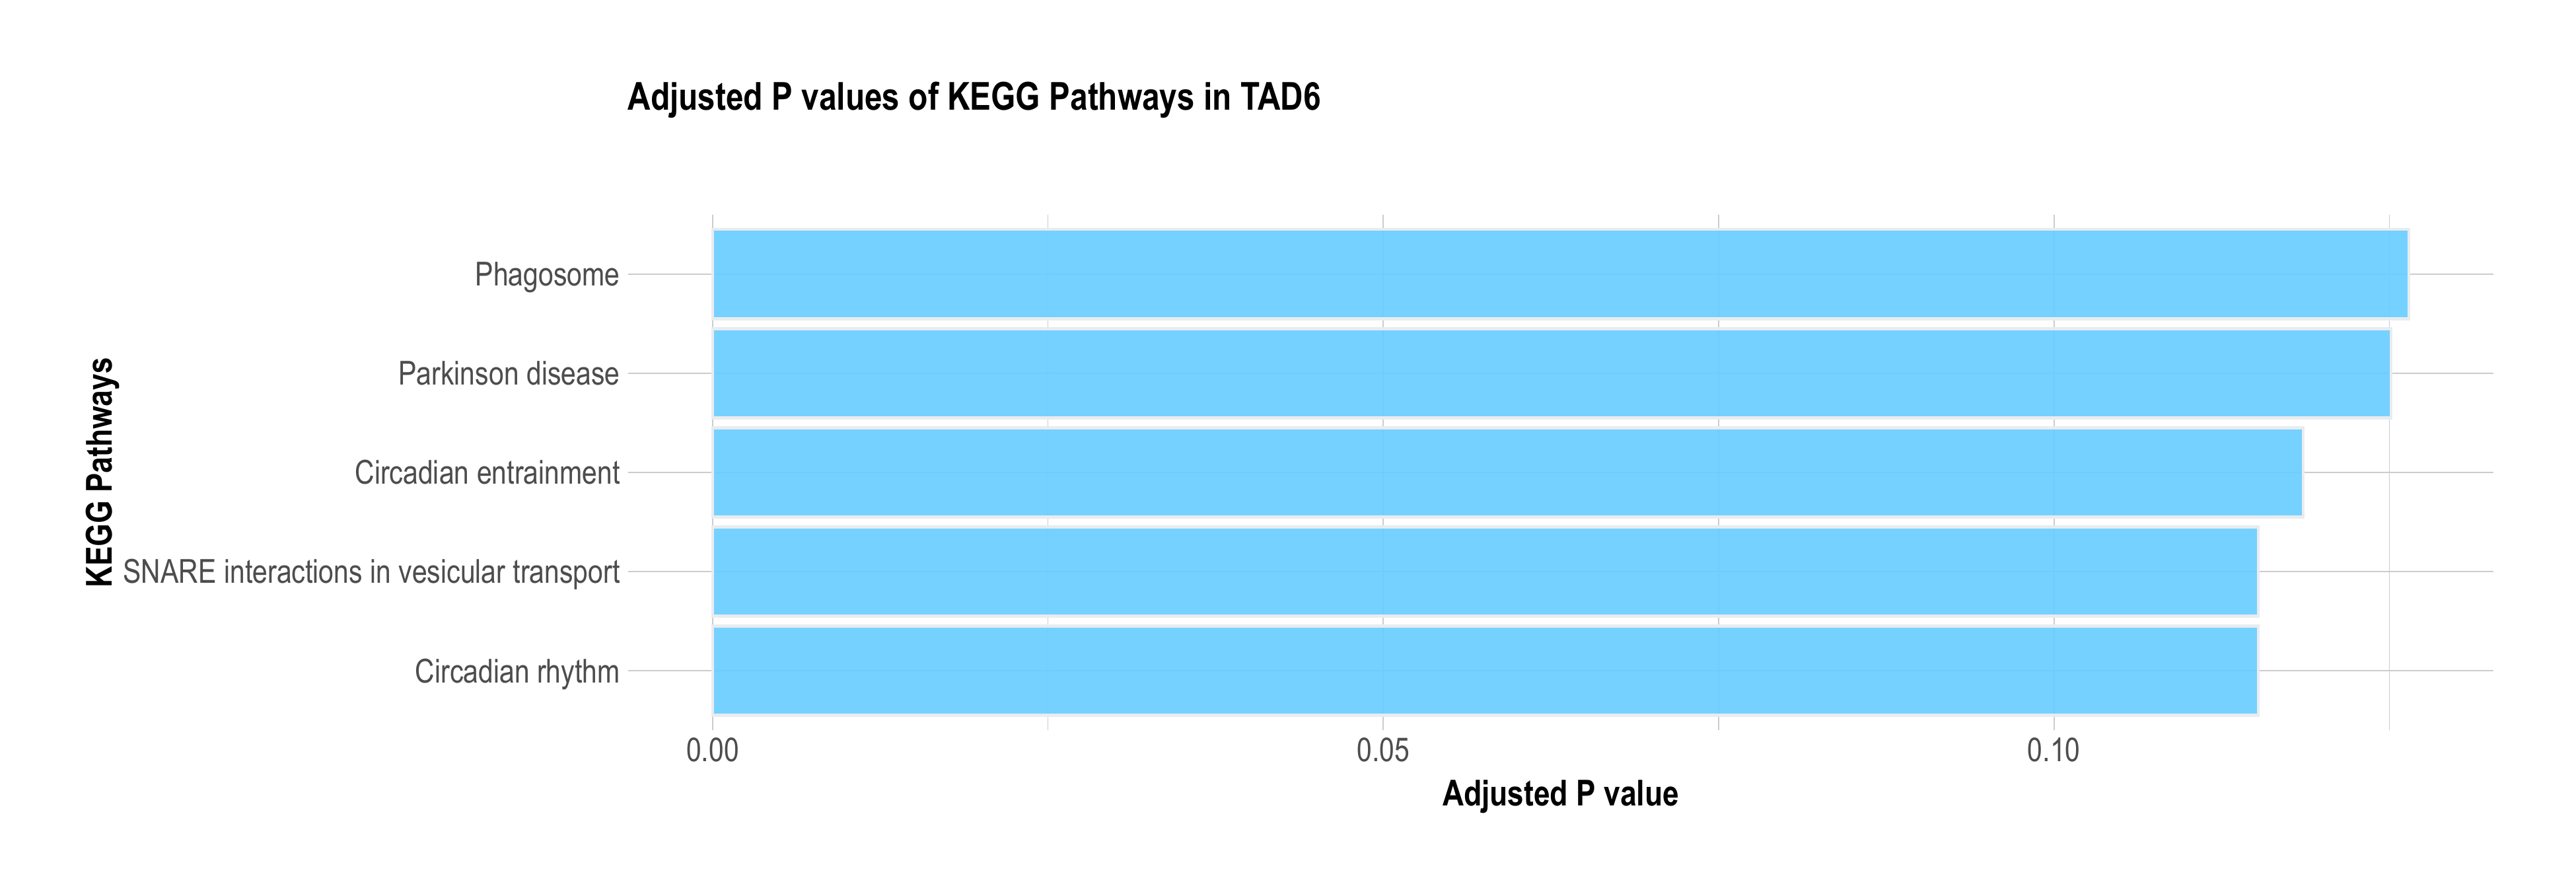 Adjusted P values of KEGG Pathways in TAD6
KEGG Pathways
Phagosome
Parkinson disease
Circadian entrainment
SNARE interactions in vesicular transport
Circadian rhythm
0.00
0.05
0.10
Adjusted P value